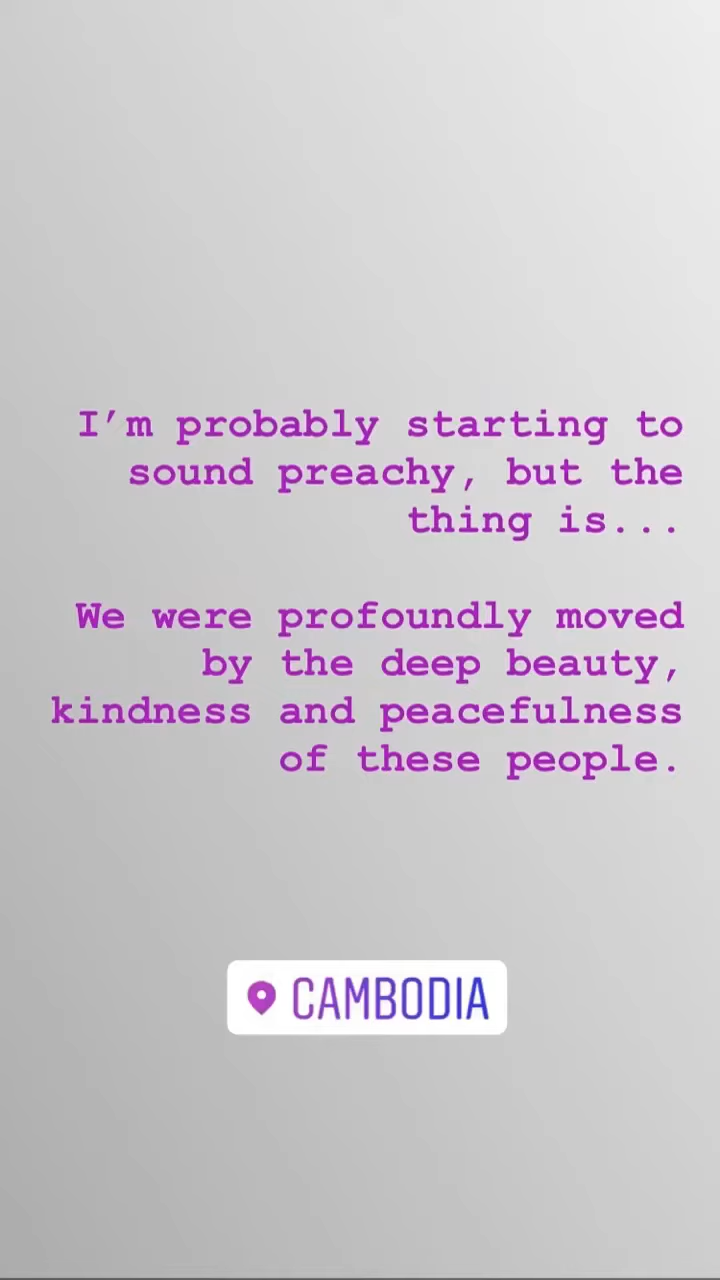 I’m probably starting to
sound preachy, but the
thing is...
We were profoundly moved
by the deep beauty,
kindness and peacefulness
of these people.
CAMBODIA